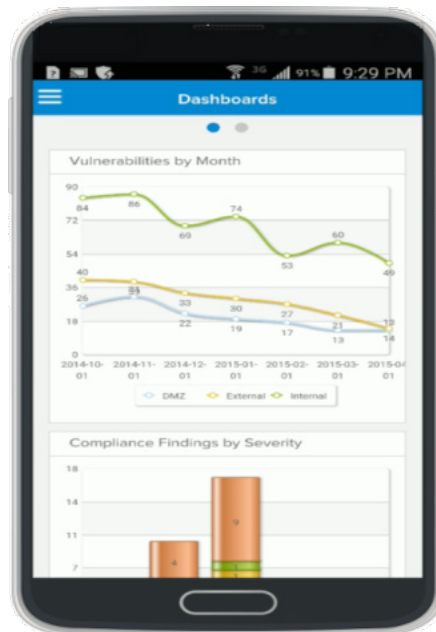 3G 91% 9:29 PM
Dashboards
Vulnerabilities by Month
90
84 86 74
72 69 60
54 53 49
40
36 33 30 27
26 22 19 17 21 13
18 13 14
0
2014-10-01 2014-11-01 2014-12-01 2015-01-01 2015-02-01 2015-03-01 2015-04
DMZ External Internal
Compliance Findings by Severity
18
14
11
9
7
4